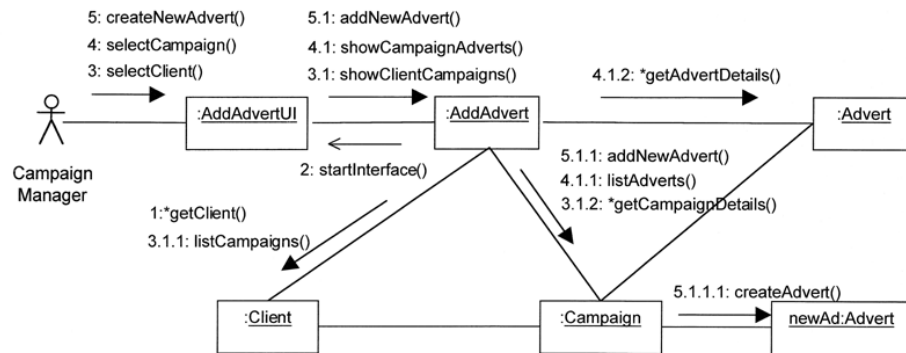 5: createNewAdvert()
4: selectCampaign()
3: selectClient()
5.1: addNewAdvert()
4.1: showCampaignAdverts()
3.1: showClientCampaigns()
4.1.2: *getAdvertDetails()
:AddAdvertUI
:AddAdvert
:Advert
Campaign
Manager
2: startInterface()
5.1.1: addNewAdvert()
4.1.1: listAdverts()
3.1.2: *getCampaignDetails()
1:*getClient()
3.1.1: listCampaigns()
5.1.1.1: createAdvert()
:Client
:Campaign
newAd:Advert